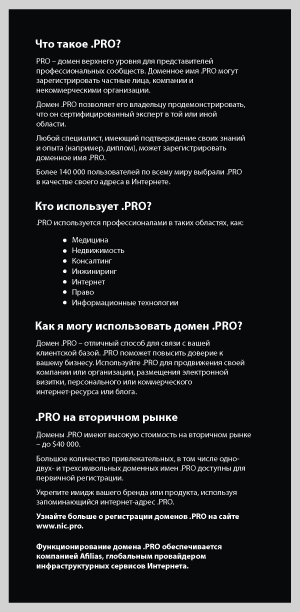 Что такое .PRO?
PRO – домен верхнего уровня для представителей
профессиональных сообществ. Доменное имя .PRO могут
зарегистрировать частные лица, компании и
некоммерческими организации.
Домен .PRO позволяет его владельцу продемонстрировать,
что он сертифицированный эксперт в той или иной
области.
Любой специалист, имеющий подтверждение своих знаний
и опыта (например, диплом), может зарегистрировать
доменное имя .PRO.
Более 140 000 пользователей по всему миру выбрали .PRO
в качестве своего адреса в Интернете.
Кто использует .PRO?
.PRO используется профессионалами в таких областях, как:
• Медицина
• Недвижимость
• Консалтинг
• Инжиниринг
• Интернет
• Право
• Информационные технологии
Как я могу использовать домен .PRO?
Домен .PRO – отличный способ для связи с вашей
клиентской базой. .PRO поможет повысить доверие к
вашему бизнесу. Используйте .PRO для продвижения своей
компании или организации, размещения электронной
визитки, персонального или коммерческого
интернет-ресурса или блога.
.PRO на вторичном рынке
Домены .PRO имеют высокую стоимость на вторичном рынке
– до $40 000.
Большое количество привлекательных, в том числе одно-
двух- и трехсимвольных доменных имен .PRO доступны для
первичной регистрации.
Укрепите имидж вашего бренда или продукта, используя
запоминающийся интернет-адрес .PRO.
Узнайте больше о регистрации доменов .PRO на сайте
www.nic.pro.
Функционирование домена .PRO обеспечивается
компанией Afilias, глобальным провайдером
инфраструктурных сервисов Интернета.